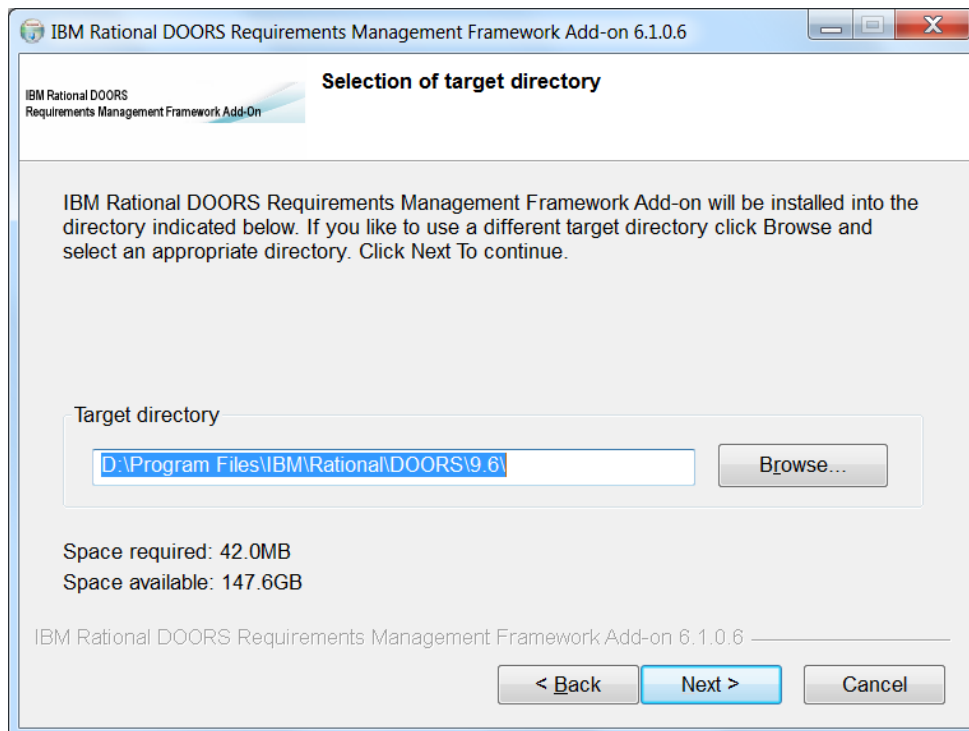 IBM Rational DOORS Requirements Management Framework Add-on 6.1.0.6
IBM Rational DOORS
Requirements Management Framework Add-On
Selection of target directory
IBM Rational DOORS Requirements Management Framework Add-on will be installed into the
directory indicated below. If you like to use a different target directory click Browse and
select an appropriate directory. Click Next To continue.
Target directory
D:\Program Files\IBM\Rational\DOORS\9.6\
Browse...
Space required: 42.0MB
Space available: 147.6GB
IBM Rational DOORS Requirements Management Framework Add-on 6.1.0.6
< Back
Next >
Cancel